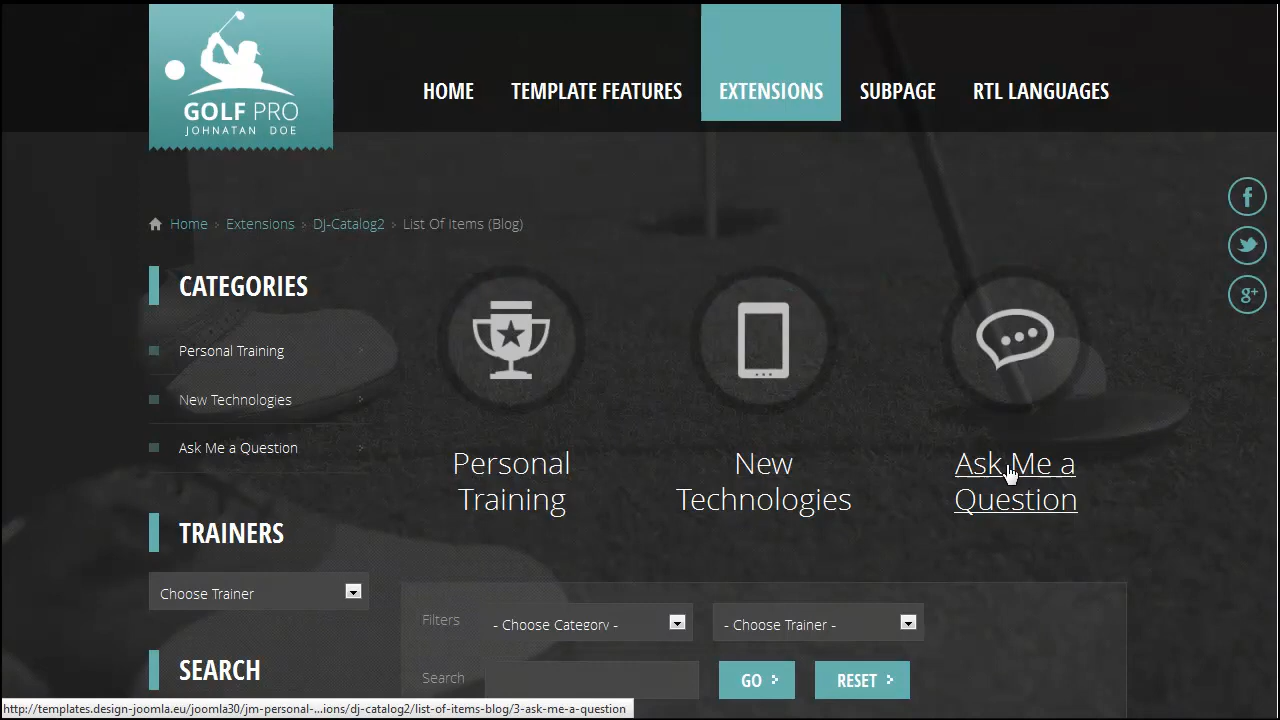 GOLF PRO
JOHNATAN DOE
HOME TEMPLATE FEATURES EXTENSIONS SUBPAGE RTL LANGUAGES
f
g+
Home > Extensions > DJ-Catalog2 > List Of Items (Blog)
CATEGORIES
Personal Training >
New Technologies >
Ask Me a Question >
Personal
Training
New
Technologies
Ask Me a
Question
TRAINERS
Choose Trainer
Filters - Choose Category - - Choose Trainer -
SEARCH
Search GO RESET
http://templates.design-joomla.eu/joomla30/jm-personal-...ions/dj-catalog2/list-of-items-blog/3-ask-me-a-question